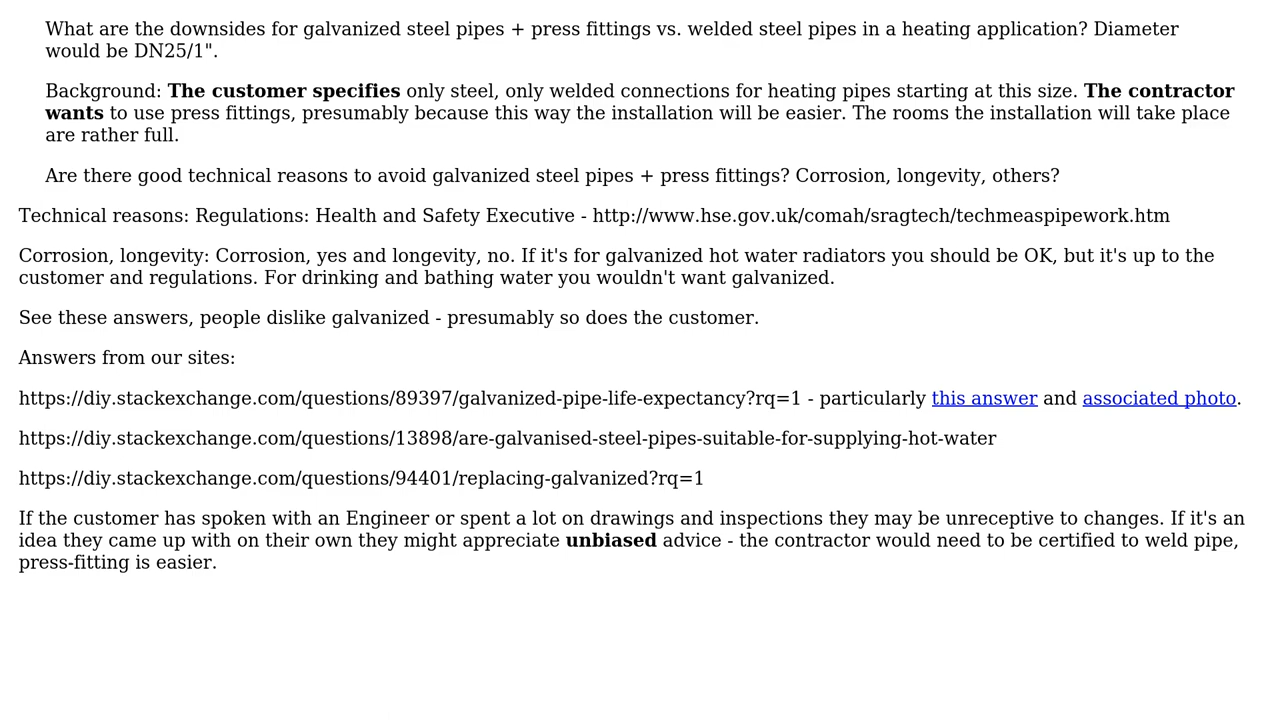 What are the downsides for galvanized steel pipes + press fittings vs. welded steel pipes in a heating application? Diameter
would be DN25/1".
Background: The customer specifies only steel, only welded connections for heating pipes starting at this size. The contractor
wants to use press fittings, presumably because this way the installation will be easier. The rooms the installation will take place
are rather full.
Are there good technical reasons to avoid galvanized steel pipes + press fittings? Corrosion, longevity, others?
Technical reasons: Regulations: Health and Safety Executive - http://www.hse.gov.uk/comah/sragtech/techmeaspipework.htm
Corrosion, longevity: Corrosion, yes and longevity, no. If it's for galvanized hot water radiators you should be OK, but it's up to the
customer and regulations. For drinking and bathing water you wouldn't want galvanized.
See these answers, people dislike galvanized - presumably so does the customer.
Answers from our sites:
https://diy.stackexchange.com/questions/89397/galvanized-pipe-life-expectancy?rq=1 - particularly this answer and associated photo.
https://diy.stackexchange.com/questions/13898/are-galvanised-steel-pipes-suitable-for-supplying-hot-water
https://diy.stackexchange.com/questions/94401/replacing-galvanized?rq=1
If the customer has spoken with an Engineer or spent a lot on drawings and inspections they may be unreceptive to changes. If it's an
idea they came up with on their own they might appreciate unbiased advice - the contractor would need to be certified to weld pipe,
press-fitting is easier.